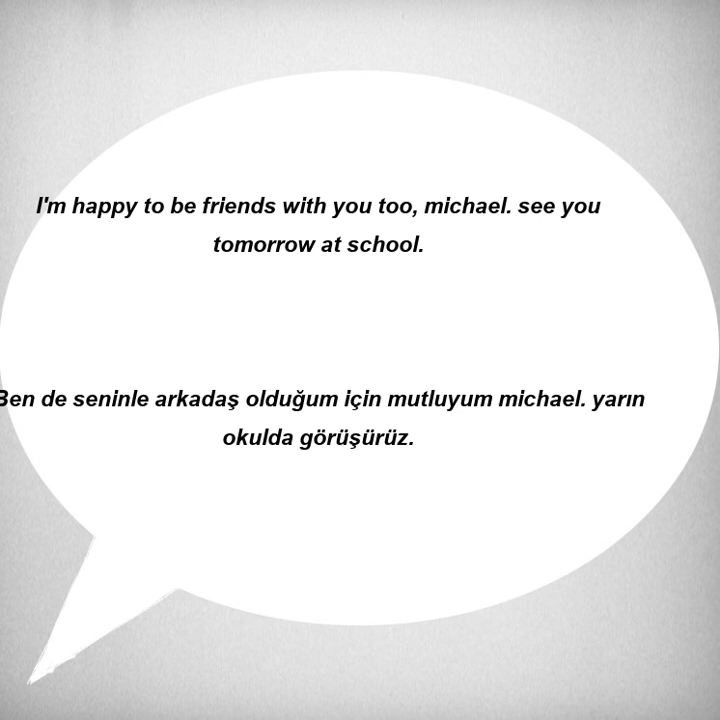 I'm happy to be friends with you too, michael. see you
tomorrow at school.
Ben de seninle arkadaş olduğum için mutluyum michael. yarın
okulda görüşürüz.